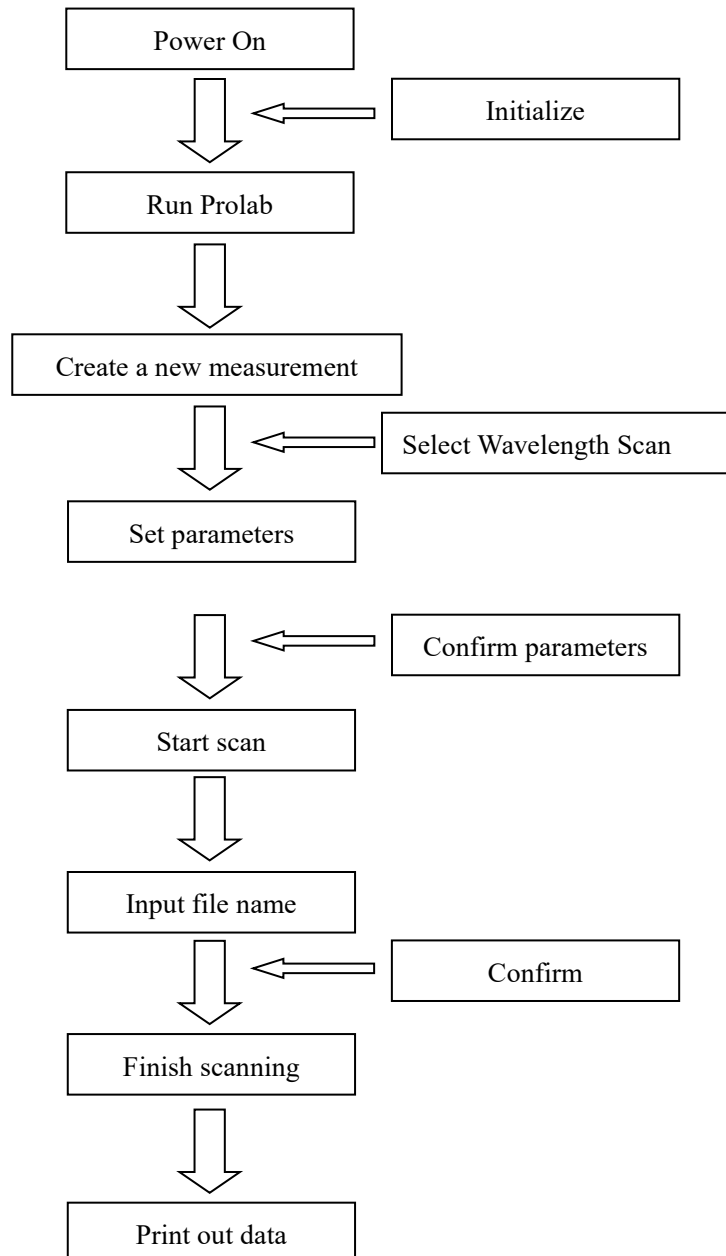 Power On
Initialize
Run Prolab
Create a new measurement
Select Wavelength Scan
Set parameters
Confirm parameters
Start scan
Input file name
Confirm
Finish scanning
Print out data